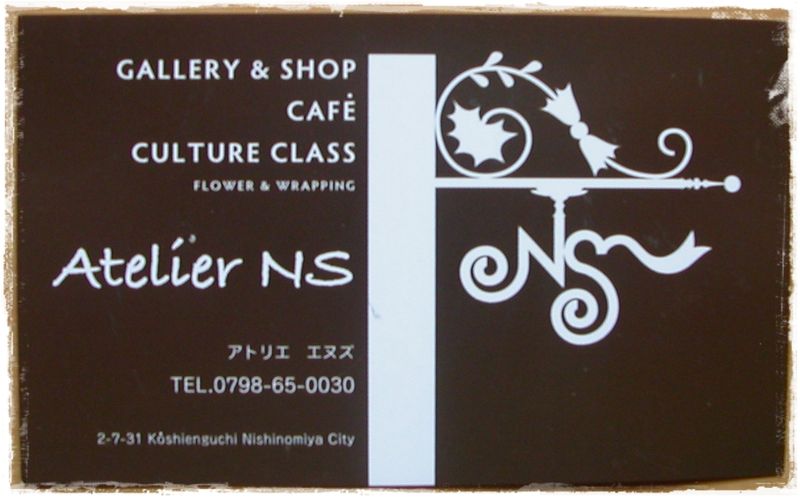 GALLERY & SHOP
CAFÉ
CULTURE CLASS
FLOWER & WRAPPING
Atelier NS
アトリエ　エヌズ
TEL.0798-65-0030
2-7-31 Kōshienguchi Nishinomiya City
NS